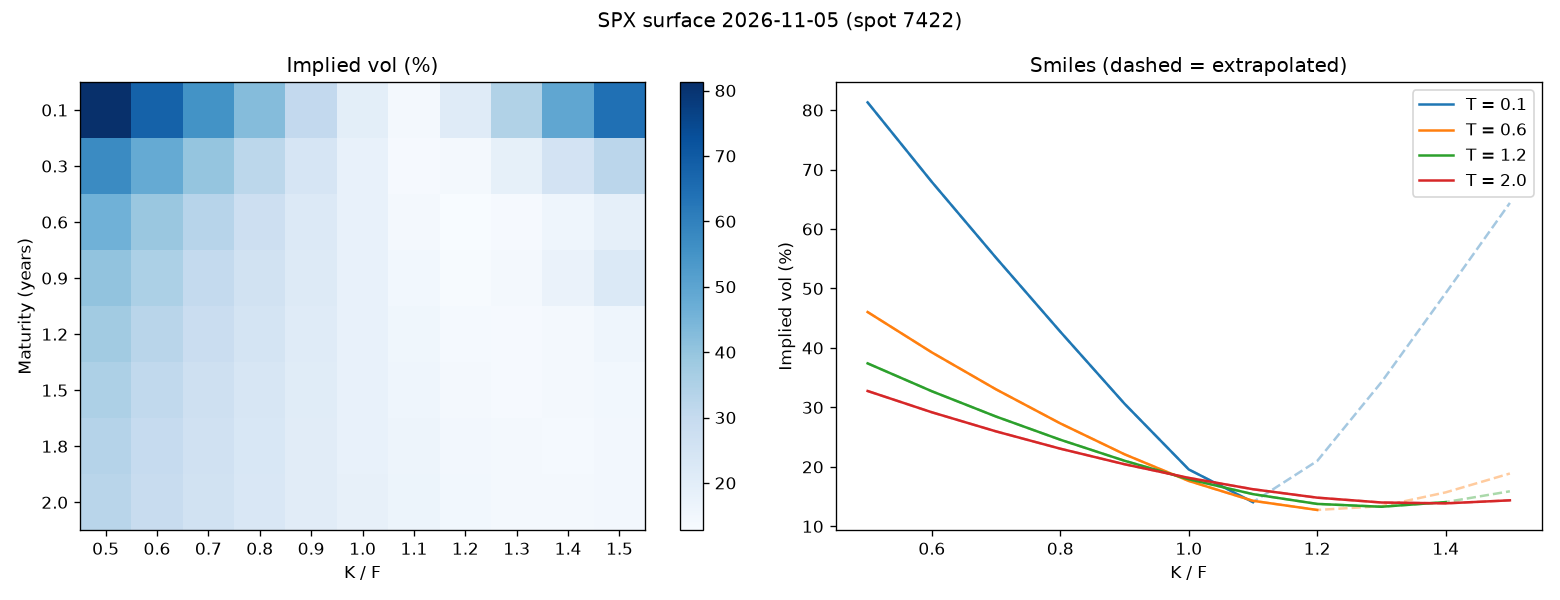 SPX surface 2026-11-05 (spot 7422)
Implied vol (%)
Maturity (years)
0.1
0.3
0.6
0.9
1.2
1.5
1.8
2.0
0.5 0.6 0.7 0.8 0.9 1.0 1.1 1.2 1.3 1.4 1.5
K / F
80
70
60
50
40
30
20
Smiles (dashed = extrapolated)
Implied vol (%)
80
70
60
50
40
30
20
10
0.6 0.8 1.0 1.2 1.4
K / F
T = 0.1
T = 0.6
T = 1.2
T = 2.0